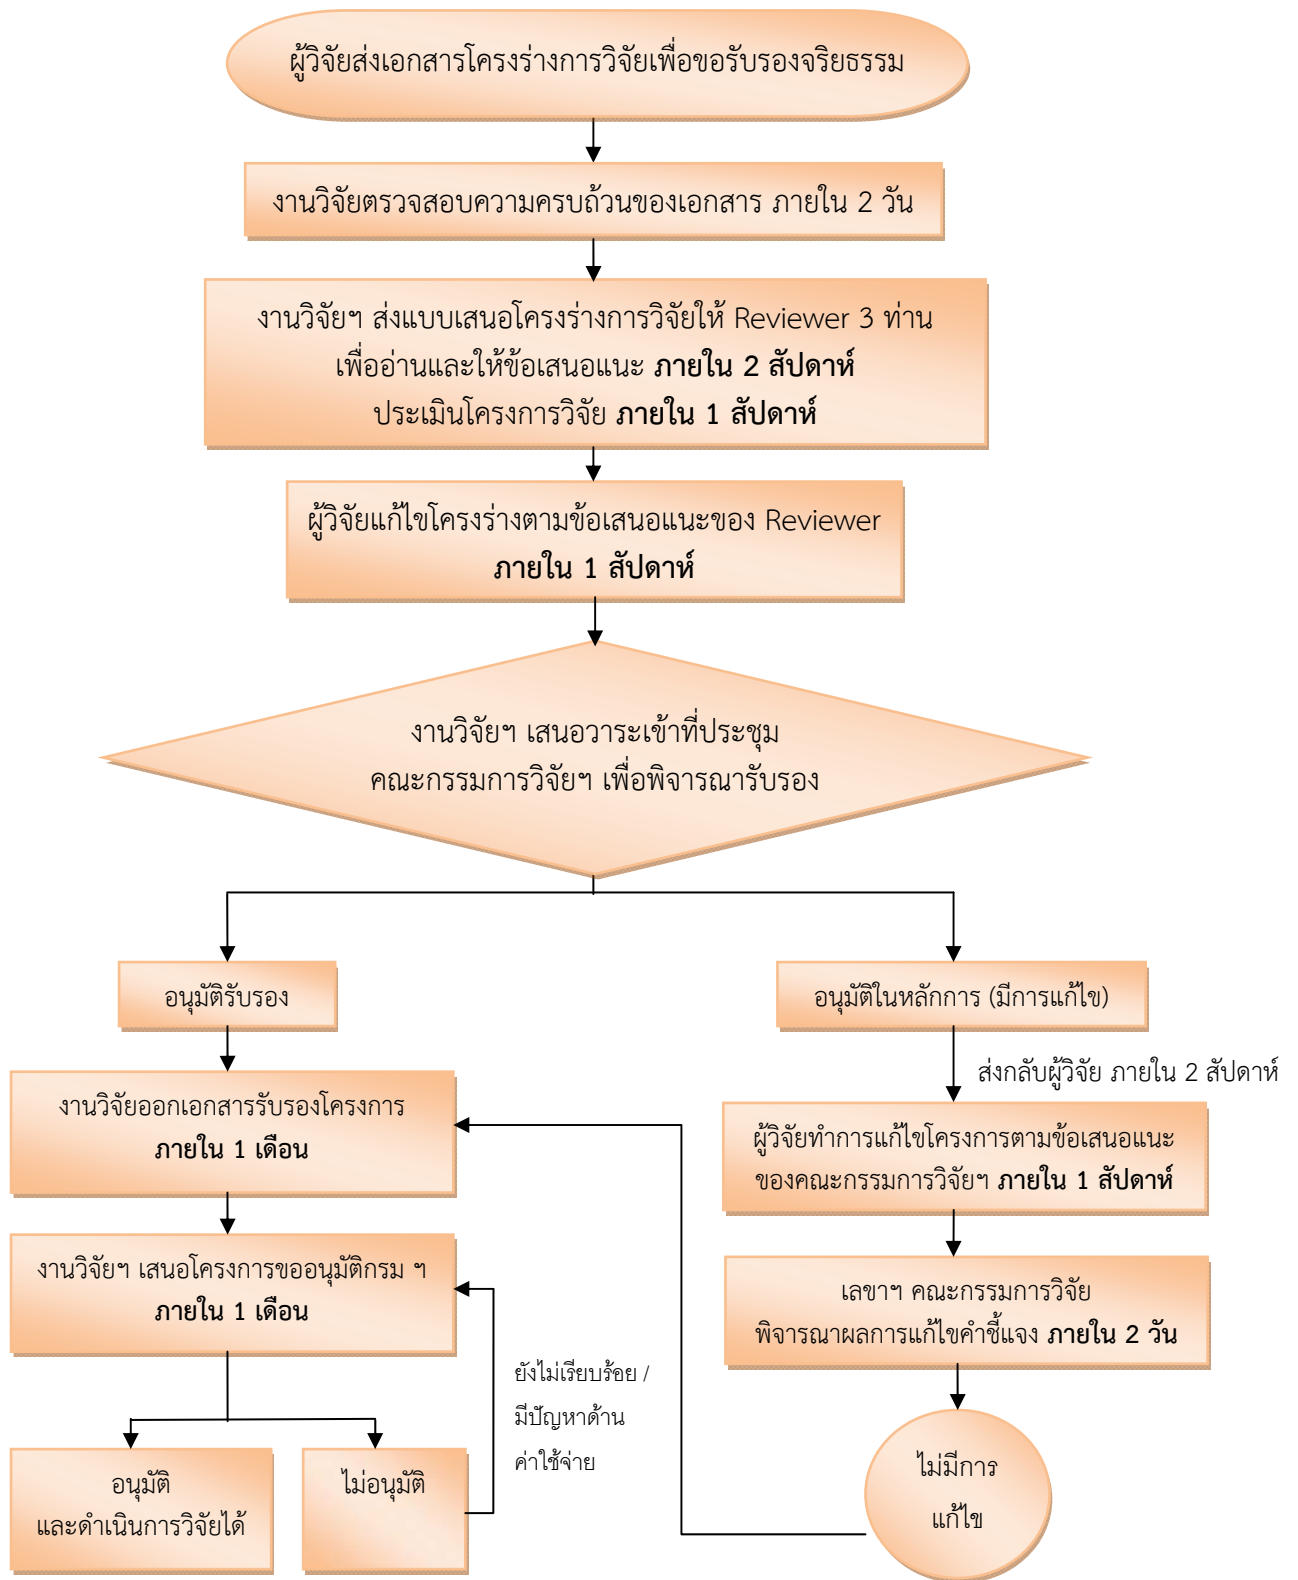 ผู้วิจัยส่งเอกสารโครงร่างการวิจัยเพื่อขอรับรองจริยธรรม
งานวิจัยตรวจสอบความครบถ้วนของเอกสาร ภายใน 2 วัน
งานวิจัยฯ ส่งแบบเสนอโครงร่างการวิจัยให้ Reviewer 3 ท่าน
เพื่ออ่านและให้ข้อเสนอแนะ ภายใน 2 สัปดาห์
ประเมินโครงการวิจัย ภายใน 1 สัปดาห์
ผู้วิจัยแก้ไขโครงร่างตามข้อเสนอแนะของ Reviewer
ภายใน 1 สัปดาห์
งานวิจัยฯ เสนอวาระเข้าที่ประชุม
คณะกรรมการวิจัยฯ เพื่อพิจารณารับรอง
อนุมัติรับรอง
งานวิจัยออกเอกสารรับรองโครงการ
ภายใน 1 เดือน
งานวิจัยฯ เสนอโครงการขออนุมัติกรม ฯ
ภายใน 1 เดือน
อนุมัติ
และดำเนินการวิจัยได้
ไม่อนุมัติ
ยังไม่เรียบร้อย /
มีปัญหาด้าน
ค่าใช้จ่าย
อนุมัติในหลักการ (มีการแก้ไข)
ส่งกลับผู้วิจัย ภายใน 2 สัปดาห์
ผู้วิจัยทำการแก้ไขโครงการตามข้อเสนอแนะ
ของคณะกรรมการวิจัยฯ ภายใน 1 สัปดาห์
เลขาฯ คณะกรรมการวิจัย
พิจารณาผลการแก้ไขคำชี้แจง ภายใน 2 วัน
ไม่มีการ
แก้ไข